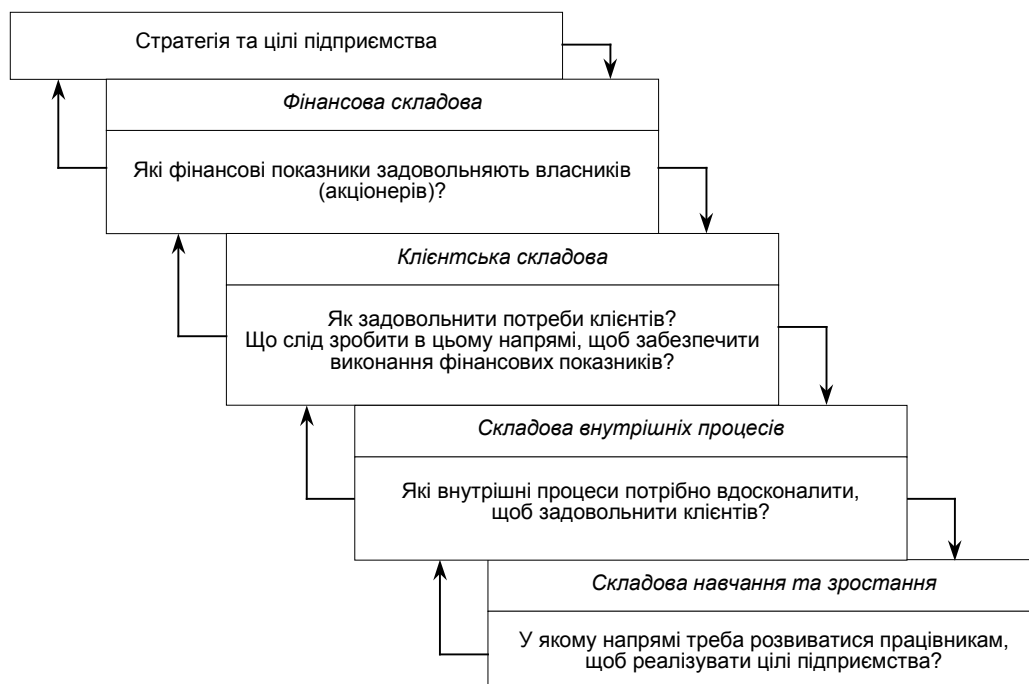 Стратегія та цілі підприємства
Фінансова складова
Які фінансові показники задовольняють власників
(акціонерів)?
Клієнтська складова
Як задовольнити потреби клієнтів?
Що слід зробити в цьому напрямі, щоб забезпечити
виконання фінансових показників?
Складова внутрішніх процесів
Які внутрішні процеси потрібно вдосконалити,
щоб задовольнити клієнтів?
Складова навчання та зростання
У якому напрямі треба розвиватися працівникам,
щоб реалізувати цілі підприємства?